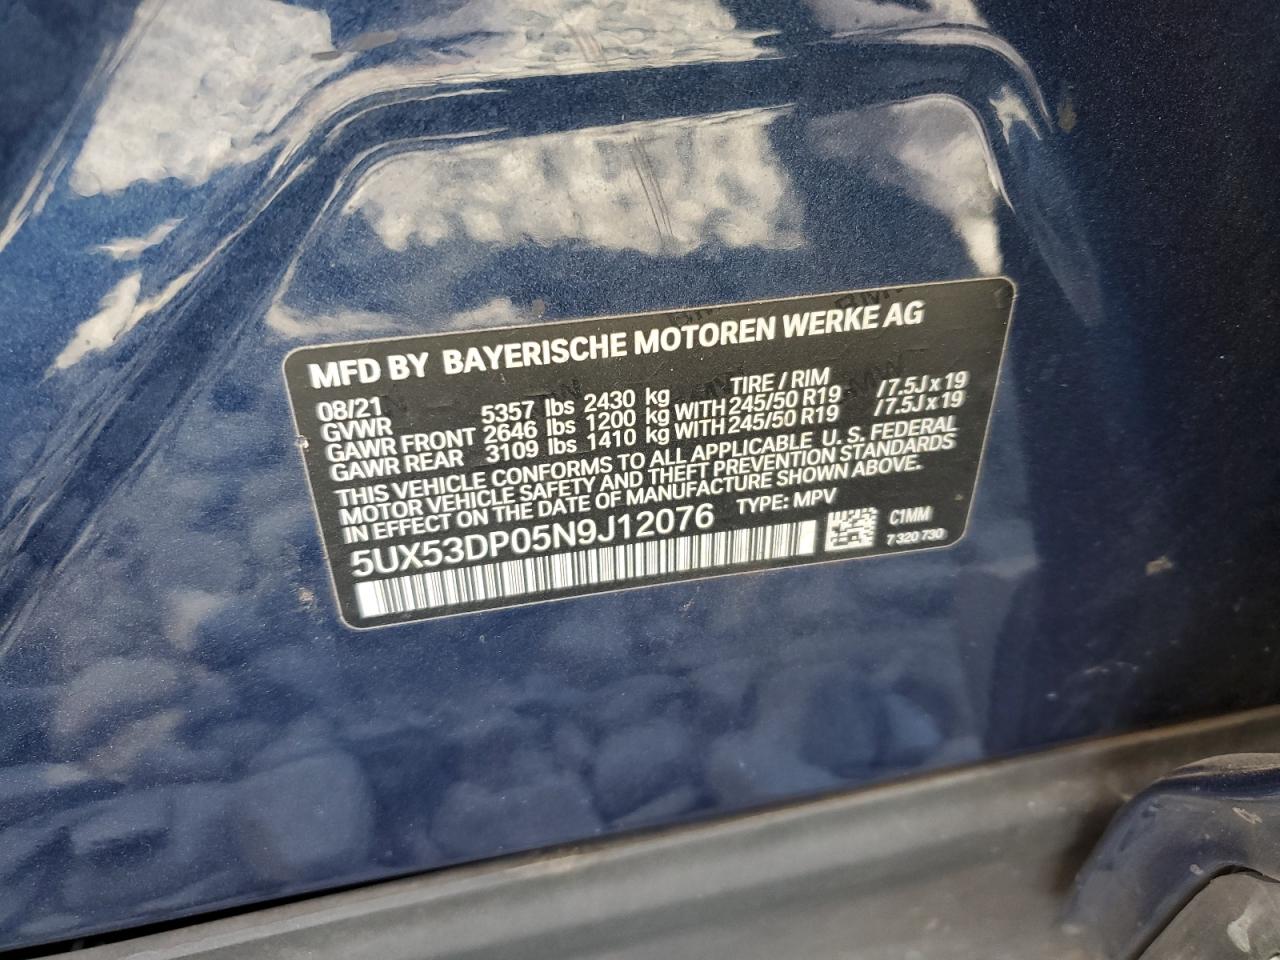 MFD BY BAYERISCHE MOTOREN WERKE AG
08/21 TIRE / RIM
GVWR 5357 lbs 2430 kg
GAWR FRONT 2646 lbs 1200 kg WITH 245/50 R19 /7.5J x 19
GAWR REAR 3109 lbs 1410 kg WITH 245/50 R19 /7.5J x 19
THIS VEHICLE CONFORMS TO ALL APPLICABLE U. S. FEDERAL
MOTOR VEHICLE SAFETY AND THEFT PREVENTION STANDARDS
IN EFFECT ON THE DATE OF MANUFACTURE SHOWN ABOVE.
5UX53DP05N9J12076 TYPE: MPV
C1MM
7 320 730